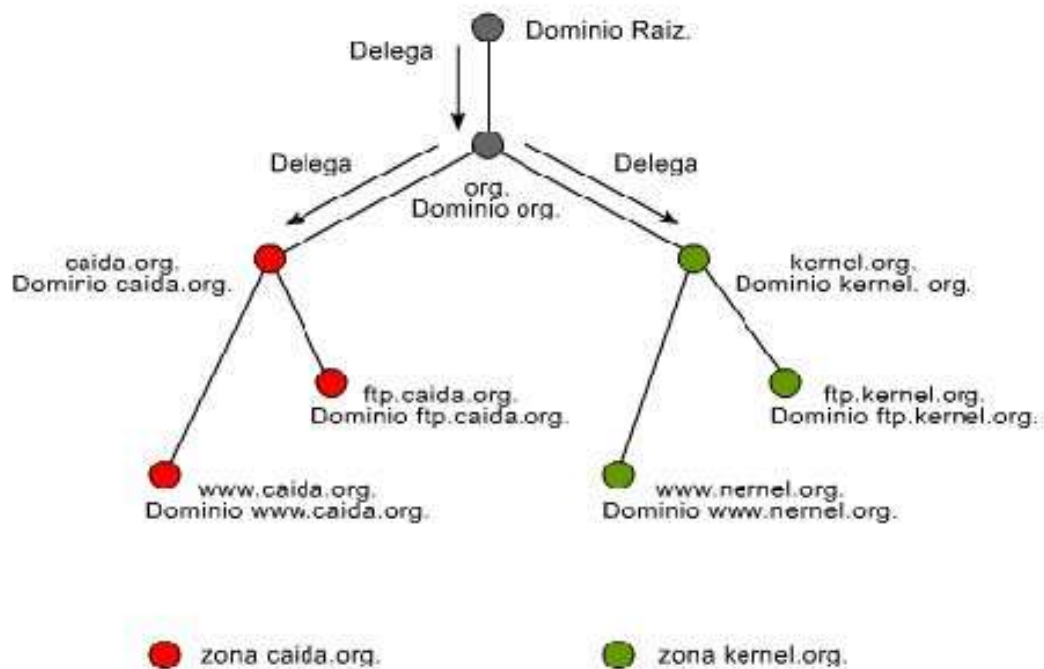 Dominio Raiz.
Delega
Delega
Delega
org.
Dominio org.
caida.org.
Dominio caida.org.
kernel.org.
Dominio kernel. org.
ftp.caida.org.
Dominio ftp.caida.org.
ftp.kernel.org.
Dominio ftp.kernel.org.
www.caida.org.
Dominio www.caida.org.
www.nernel.org.
Dominio www.nernel.org.
zona caida.org.
zona kernel.org.